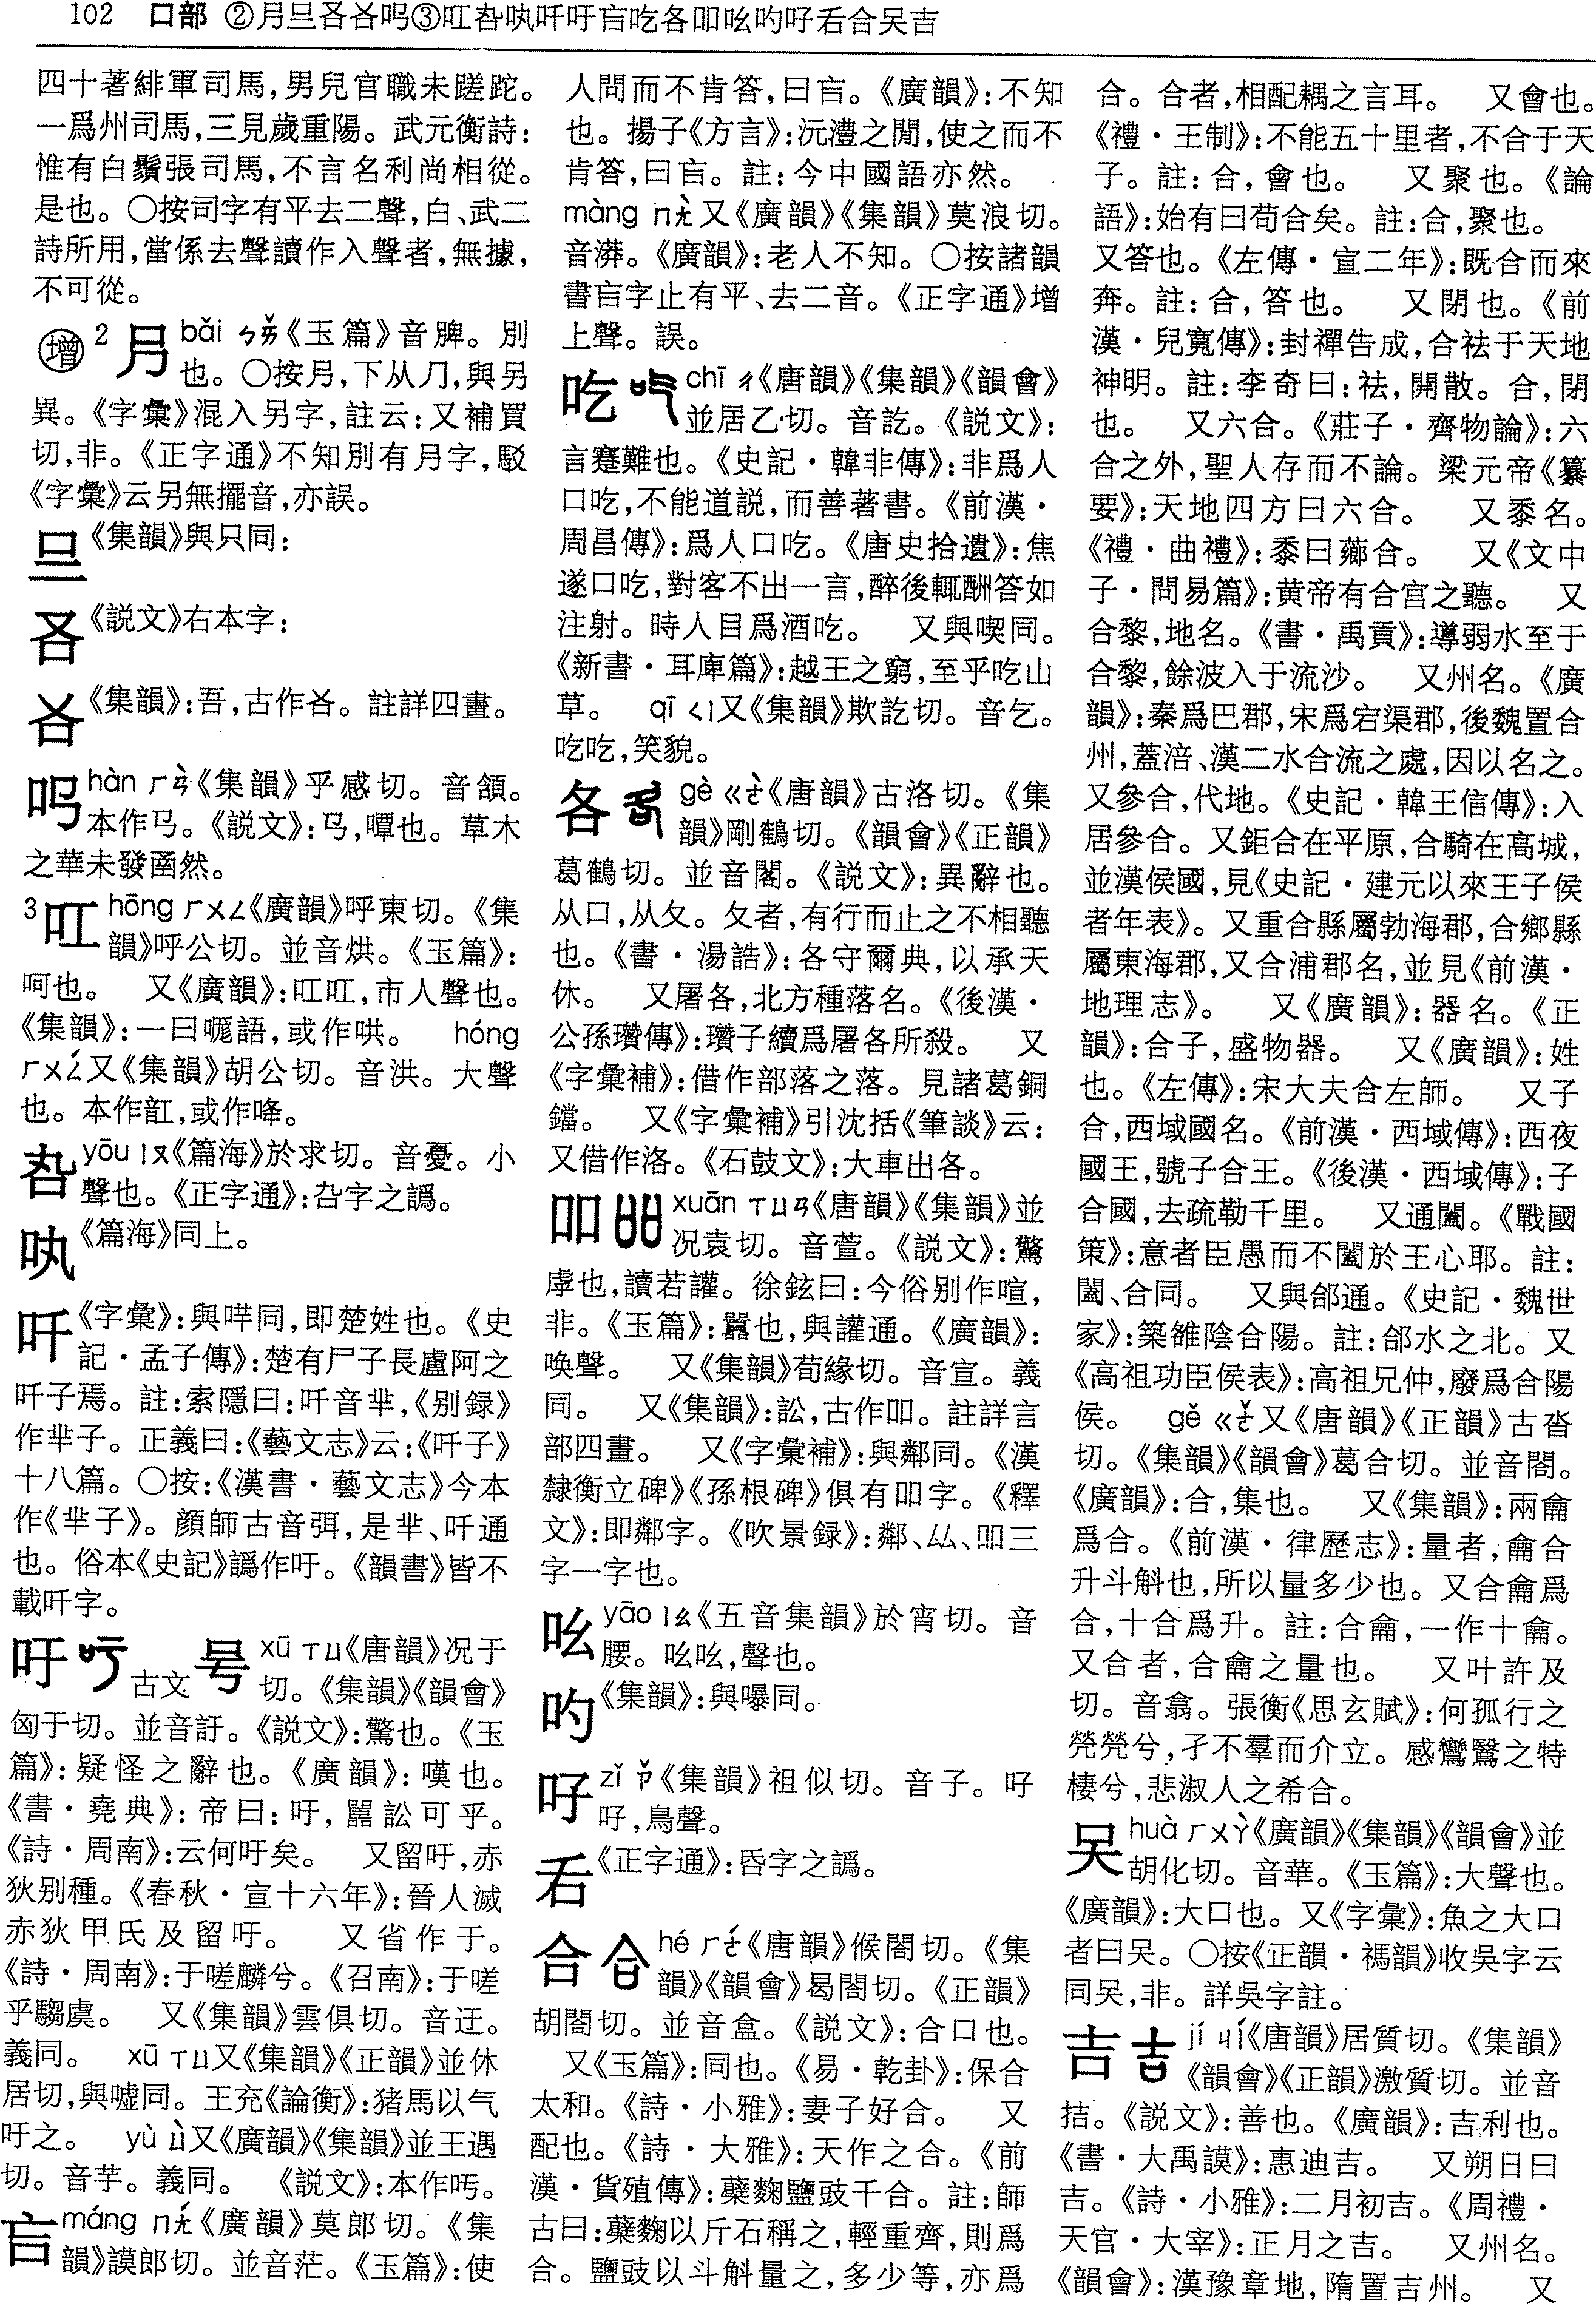 102 口部 ②叧旦㕦㕣吗③叿㕱㕧吀吁吂吃各吅吆吖吇𠮷合吴吉
四十著緋軍司馬,男兒官職未蹉跎。
一爲州司馬,三見歲重陽。武元衡詩:
惟有白鬚張司馬,不言名利尚相從。
是也。○按司字有平去二聲,白、武二
詩所用,當係去聲讀作入聲者,無據,
不可從。
增 2 叧 bǎi ㄅㄞˇ《玉篇》音脾。別
也。○按叧,下从刀,與另
異。《字彙》混入另字,註云:又補買
切,非。《正字通》不知別有叧字,駁
《字彙》云另無擺音,亦誤。
《集韻》與只同:
《説文》右本字:
《集韻》:吾,古作㕣。註詳四畫。
hàn ㄏㄢˋ《集韻》乎感切。音頷。
本作㔾。《説文》:㔾,嘾也。草木
之華未發圅然。
3 叿 hōng ㄏㄨㄥ《廣韻》呼東切。《集
韻》呼公切。並音烘。《玉篇》:
呵也。 又《廣韻》:叿叿,市人聲也。
《集韻》:一曰嚨語,或作哄。 hóng
ㄏㄨㄥˊ又《集韻》胡公切。音洪。大聲
也。本作訌,或作哤。
yōu ㄧㄡ《篇海》於求切。音憂。小
聲也。《正字通》:叴字之譌。
《篇海》同上。
吀 《字彙》:與哶同,即楚姓也。《史
記·孟子傳》:楚有尸子長盧阿之
吀子焉。註:索隱曰:吀音芈,《别録》
作芈子。正義曰:《藝文志》云:《吀子》
十八篇。○按:《漢書·藝文志》今本
作《芈子》。顔師古音弭,是芈、吀通
也。俗本《史記》譌作吁。《韻書》皆不
載吀字。
吁 古文 号 xū ㄒㄩ《唐韻》况于
切。《集韻》《韻會》
匈于切。並音訏。《説文》:驚也。《玉
篇》:疑怪之辭也。《廣韻》:嘆也。
《書·堯典》:帝曰:吁,嚚訟可乎。
《詩·周南》:云何吁矣。 又留吁,赤
狄别種。《春秋·宣十六年》:晉人滅
赤狄甲氏及留吁。 又省作于。
《詩·周南》:于嗟麟兮。《召南》:于嗟
乎騶虞。 又《集韻》雲俱切。音迂。
義同。 xū ㄒㄩ又《集韻》《正韻》並休
居切,與嘘同。王充《論衡》:猪馬以气
吁之。 yù ㄩˋ又《廣韻》《集韻》並王遇
切。音芋。義同。 《説文》:本作吁。
吂 máng ㄇㄤˊ《廣韻》莫郎切。《集
韻》謨郎切。並音茫。《玉篇》:使
人問而不肯答,曰吂。《廣韻》:不知
也。揚子《方言》:沅澧之閒,使之而不
肯答,曰吂。註:今中國語亦然。
màng ㄇㄤˋ又《廣韻》《集韻》莫浪切。
音漭。《廣韻》:老人不知。○按諸韻
書吂字止有平、去二音。《正字通》增
上聲。誤。
吃 chī ㄔ《唐韻》《集韻》《韻會》
並居乙切。音訖。《説文》:
言蹇難也。《史記·韓非傳》:非爲人
口吃,不能道説,而善著書。《前漢·
周昌傳》:爲人口吃。《唐史拾遺》:焦
遂口吃,對客不出一言,醉後輒酬答如
注射。時人目爲酒吃。 又與喫同。
《新書·耳庳篇》:越王之窮,至乎吃山
草。 qī ㄑㄧ又《集韻》欺訖切。音乞。
吃吃,笑貌。
各 gè ㄍㄜˋ《唐韻》古洛切。《集
韻》剛鶴切。《韻會》《正韻》
葛鶴切。並音閣。《説文》:異辭也。
从口,从夂。夂者,有行而止之不相聽
也。《書·湯誥》:各守爾典,以承天
休。 又屠各,北方種落名。《後漢·
公孫瓚傳》:瓚子續爲屠各所殺。 又
《字彙補》:借作部落之落。見諸葛銅
鐺。 又《字彙補》引沈括《筆談》云:
又借作洛。《石鼓文》:大車出各。
吅 xuān ㄒㄩㄢ《唐韻》《集韻》並
况袁切。音萱。《説文》:驚
嘑也,讀若讙。徐鉉曰:今俗别作喧,
非。《玉篇》:囂也,與讙通。《廣韻》:
唤聲。 又《集韻》荀緣切。音宣。義
同。 又《集韻》:訟,古作吅。註詳言
部四畫。 又《字彙補》:與鄰同。《漢
隸衡立碑》《孫根碑》俱有吅字。《釋
文》:即鄰字。《吹景録》:鄰、厸、吅三
字一字也。
吆 yāo ㄧㄠ《五音集韻》於宵切。音
腰。吆吆,聲也。
《集韻》:與嚗同。
吇 zǐ ㄗˇ《集韻》祖似切。音子。吇
吇,鳥聲。
《正字通》:昏字之譌。
合 hé ㄏㄜˊ《唐韻》候閤切。《集
韻》《韻會》曷閤切。《正韻》
胡閤切。並音盒。《説文》:合口也。
又《玉篇》:同也。《易·乾卦》:保合
太和。《詩·小雅》:妻子好合。 又
配也。《詩·大雅》:天作之合。《前
漢·貨殖傳》:糱麴鹽豉千合。註:師
古曰:糱麴以斤石稱之,輕重齊,則爲
合。鹽豉以斗斛量之,多少等,亦爲
合。合者,相配耦之言耳。 又會也。
《禮·王制》:不能五十里者,不合于天
子。註:合,會也。 又聚也。《論
語》:始有曰苟合矣。註:合,聚也。
又答也。《左傳·宣二年》:既合而來
奔。註:合,答也。 又閉也。《前
漢·兒寬傳》:封禪告成,合袪于天地
神明。註:李奇曰:袪,開散。合,閉
也。 又六合。《莊子·齊物論》:六
合之外,聖人存而不論。梁元帝《纂
要》:天地四方曰六合。 又黍名。
《禮·曲禮》:黍曰薌合。 又《文中
子·問易篇》:黄帝有合宫之聽。 又
合黎,地名。《書·禹貢》:導弱水至于
合黎,餘波入于流沙。 又州名。《廣
韻》:秦爲巴郡,宋爲宕渠郡,後魏置合
州,蓋涪、漢二水合流之處,因以名之。
又參合,代地。《史記·韓王信傳》:入
居參合。又鉅合在平原,合騎在高城,
並漢侯國,見《史記·建元以來王子侯
者年表》。又重合縣屬勃海郡,合鄉縣
屬東海郡,又合浦郡名,並見《前漢·
地理志》。 又《廣韻》:器名。《正
韻》:合子,盛物器。 又《廣韻》:姓
也。《左傳》:宋大夫合左師。 又子
合,西域國名。《前漢·西域傳》:西夜
國王,號子合王。《後漢·西域傳》:子
合國,去疏勒千里。 又通闔。《戰國
策》:意者臣愚而不闔於王心耶。註:
闔、合同。 又與郃通。《史記·魏世
家》:築雒陰合陽。註:郃水之北。又
《高祖功臣侯表》:高祖兄仲,廢爲合陽
侯。 gě ㄍㄜˇ又《唐韻》《正韻》古沓
切。《集韻》《韻會》葛合切。並音閤。
《廣韻》:合,集也。 又《集韻》:兩龠
爲合。《前漢·律歷志》:量者,龠合
升斗斛也,所以量多少也。又合龠爲
合,十合爲升。註:合龠,一作十龠。
又合者,合龠之量也。 又叶許及
切。音翕。張衡《思玄賦》:何孤行之
煢煢兮,孑不羣而介立。感鸞鷖之特
棲兮,悲淑人之希合。
吴 huà ㄏㄨㄚˋ《廣韻》《集韻》《韻會》並
胡化切。音華。《玉篇》:大聲也。
《廣韻》:大口也。又《字彙》:魚之大口
者曰吴。○按《正韻·禡韻》收吳字云
同吴,非。詳吳字註。
吉 jí ㄐㄧˊ《唐韻》居質切。《集韻》
《韻會》《正韻》激質切。並音
拮。《説文》:善也。《廣韻》:吉利也。
《書·大禹謨》:惠迪吉。 又朔日曰
吉。《詩·小雅》:二月初吉。《周禮·
天官·大宰》:正月之吉。 又州名。
《韻會》:漢豫章地,隋置吉州。 又